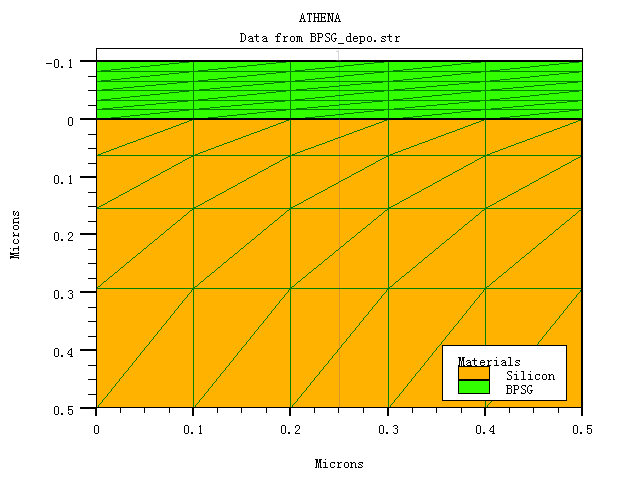 ATHENA
Data from BPSG_depo.str
-0.1
0
0.1
0.2
0.3
0.4
0.5
Microns
Materials
Silicon
BPSG
0 0.1 0.2 0.3 0.4 0.5
Microns